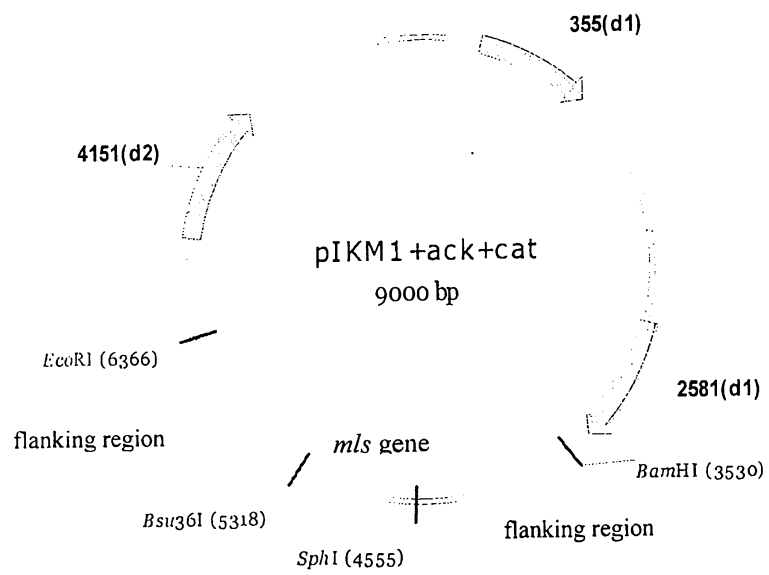 355(d1)
4151(d2)
pIKM1+ack+cat
9000 bp
EcoRI (6366)
2581(d1)
flanking region
mls gene
BamHI (3530)
Bsu36I (5318)
flanking region
SphI (4555)